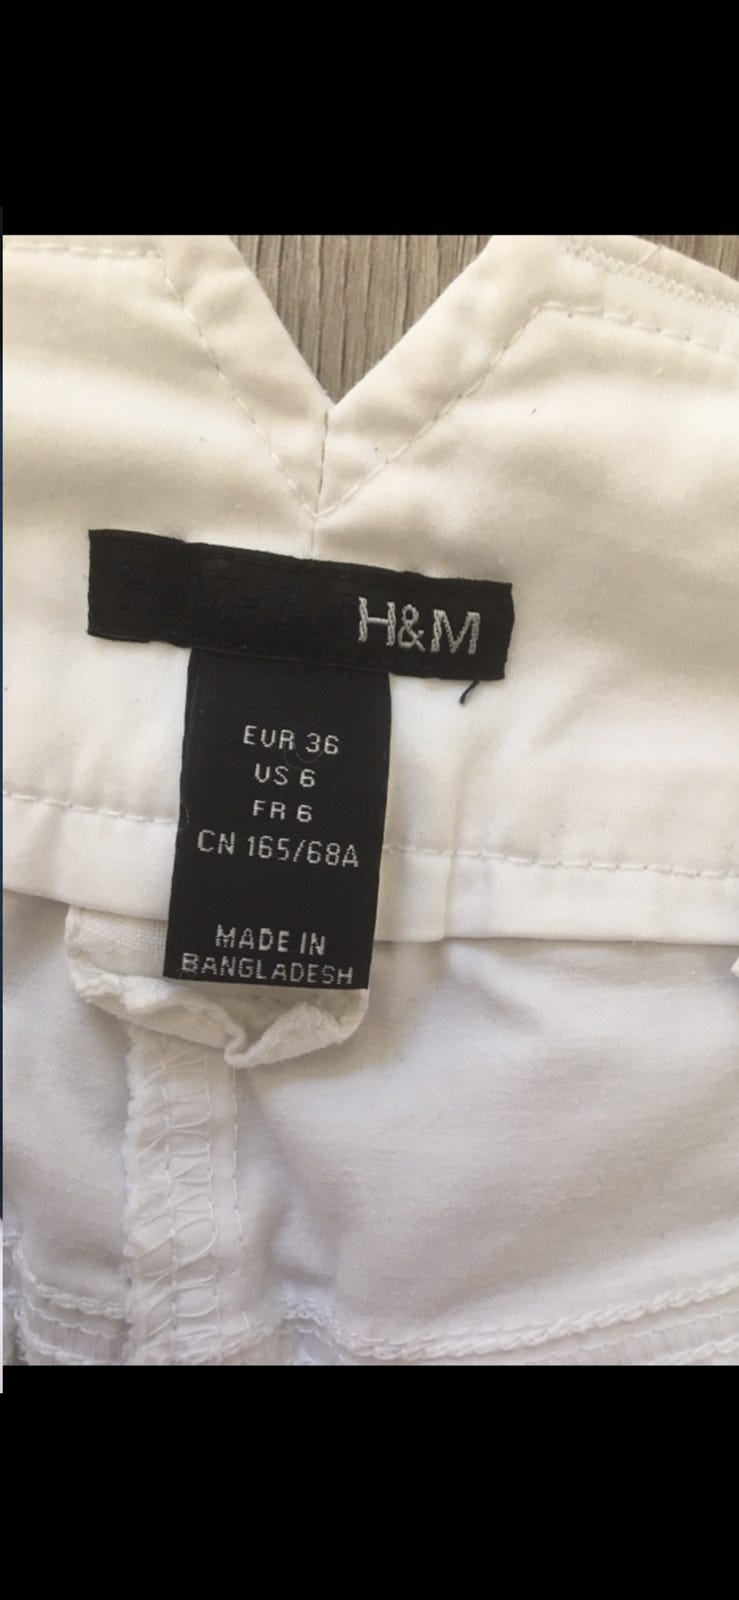 H&M
EUR 36
US 6
FR 6
CN 165/68A
MADE IN
BANGLADESH